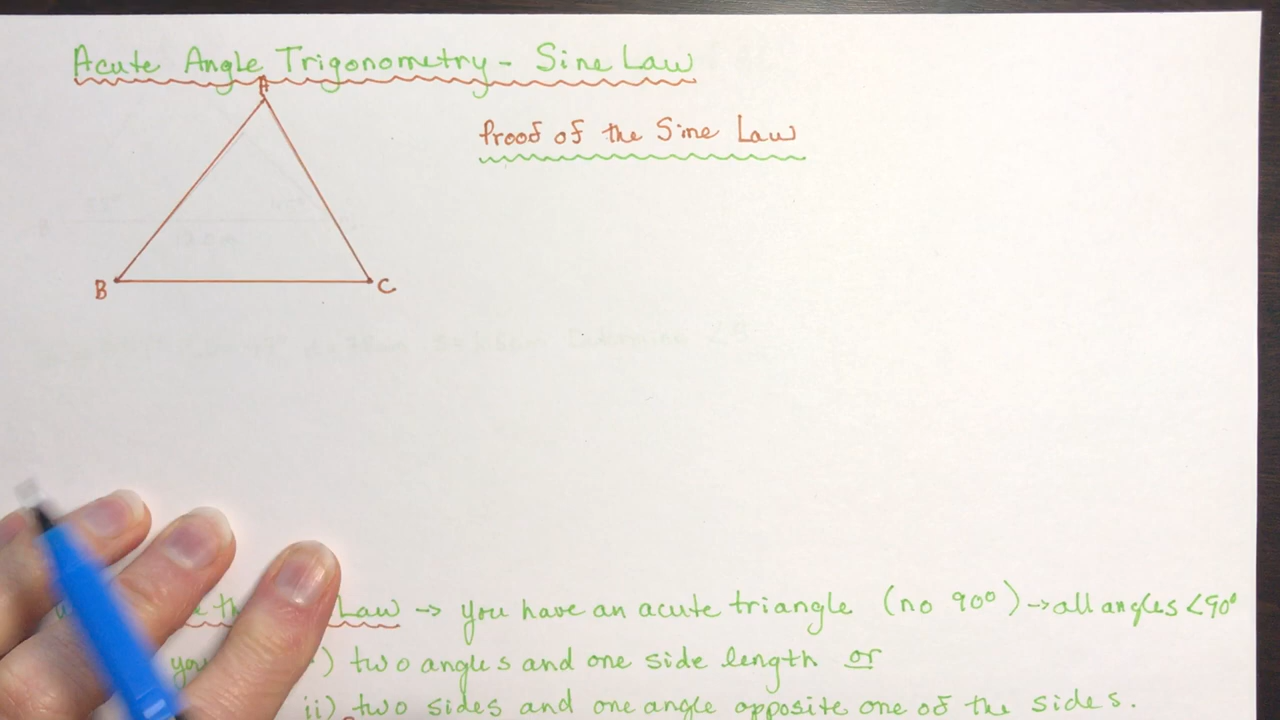 Acute Angle Trigonometry - Sine Law
A
Proof of the Sine Law
B
C
Law → you have an acute triangle (no 90°) → all angles <90°
) two angles and one side length or
ii) two sides and one angle opposite one of the sides.